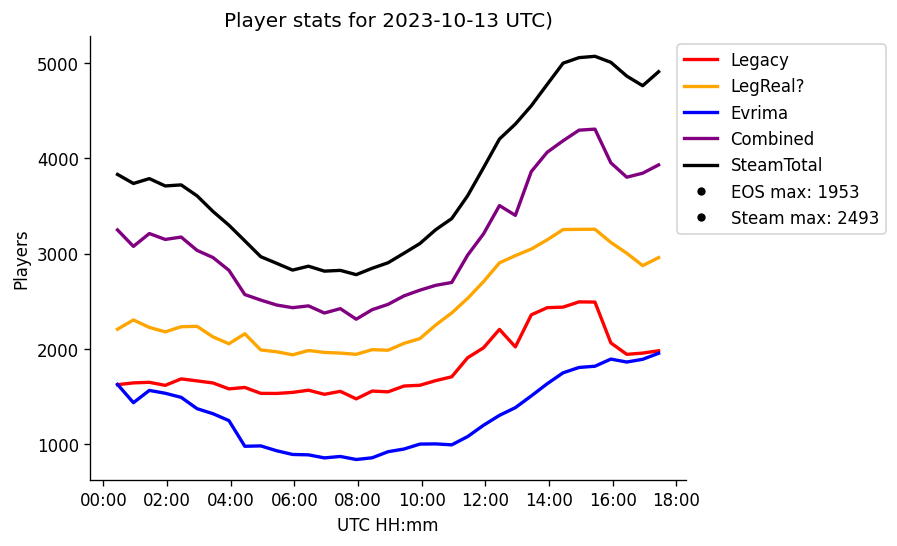 Player stats for 2023-10-13 UTC)
Legacy
LegReal?
Evrima
Combined
SteamTotal
EOS max: 1953
Steam max: 2493
Players
5000
4000
3000
2000
1000
00:00 02:00 04:00 06:00 08:00 10:00 12:00 14:00 16:00 18:00
UTC HH:mm